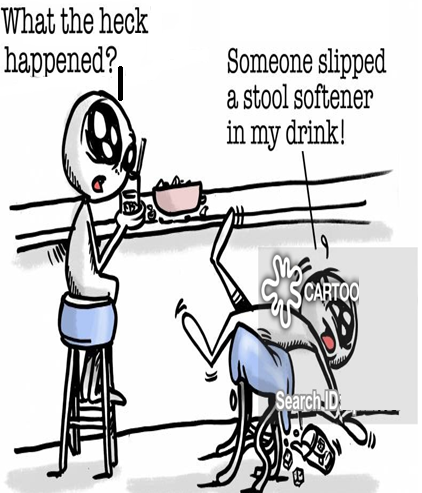 What the heck
happened?
Someone slipped
a stool softener
in my drink!
CARTOO
Search ID: